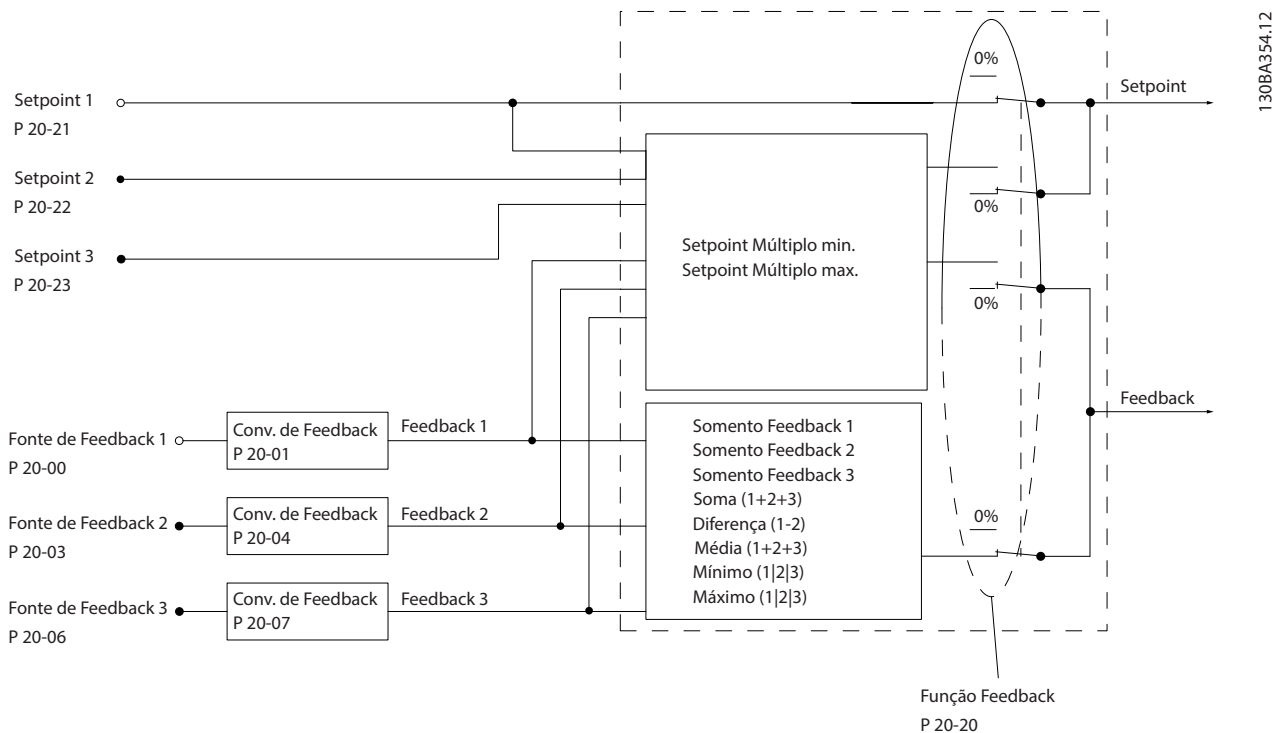 130BA354.12
0%
Setpoint
Setpoint 1
P 20-21
Setpoint 2
P 20-22
0%
Setpoint 3
P 20-23
Setpoint Múltiplo min.
Setpoint Múltiplo max.
0%
Feedback
Fonte de Feedback 1
P 20-00
Conv. de Feedback
P 20-01
Feedback 1
Fonte de Feedback 2
P 20-03
Conv. de Feedback
P 20-04
Feedback 2
Fonte de Feedback 3
P 20-06
Conv. de Feedback
P 20-07
Feedback 3
Somento Feedback 1
Somento Feedback 2
Somento Feedback 3
Soma (1+2+3)
Diferença (1-2)
Média (1+2+3)
Mínimo (1|2|3)
Máximo (1|2|3)
0%
Função Feedback
P 20-20